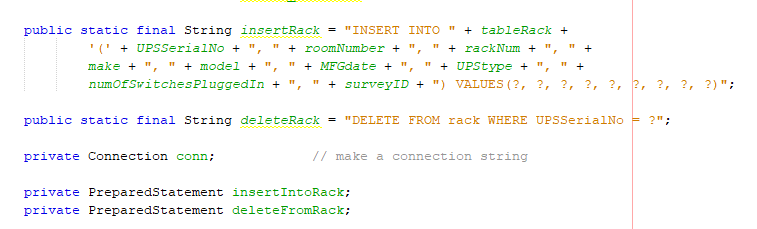 public static final String insertRack = "INSERT INTO " + tableRack +
'(' + UPSSerialNo + ", " + roomNumber + ", " + rackNum + ", " +
make + ", " + model + ", " + MFGdate + ", " + UPStype + ", " +
numOfSwitchesPluggedIn + ", " + surveyID + ") VALUES(?, ?, ?, ?, ?, ?, ?, ?, ?)";
public static final String deleteRack = "DELETE FROM rack WHERE UPSSerialNo = ?";
private Connection conn; // make a connection string
private PreparedStatement insertIntoRack;
private PreparedStatement deleteFromRack;